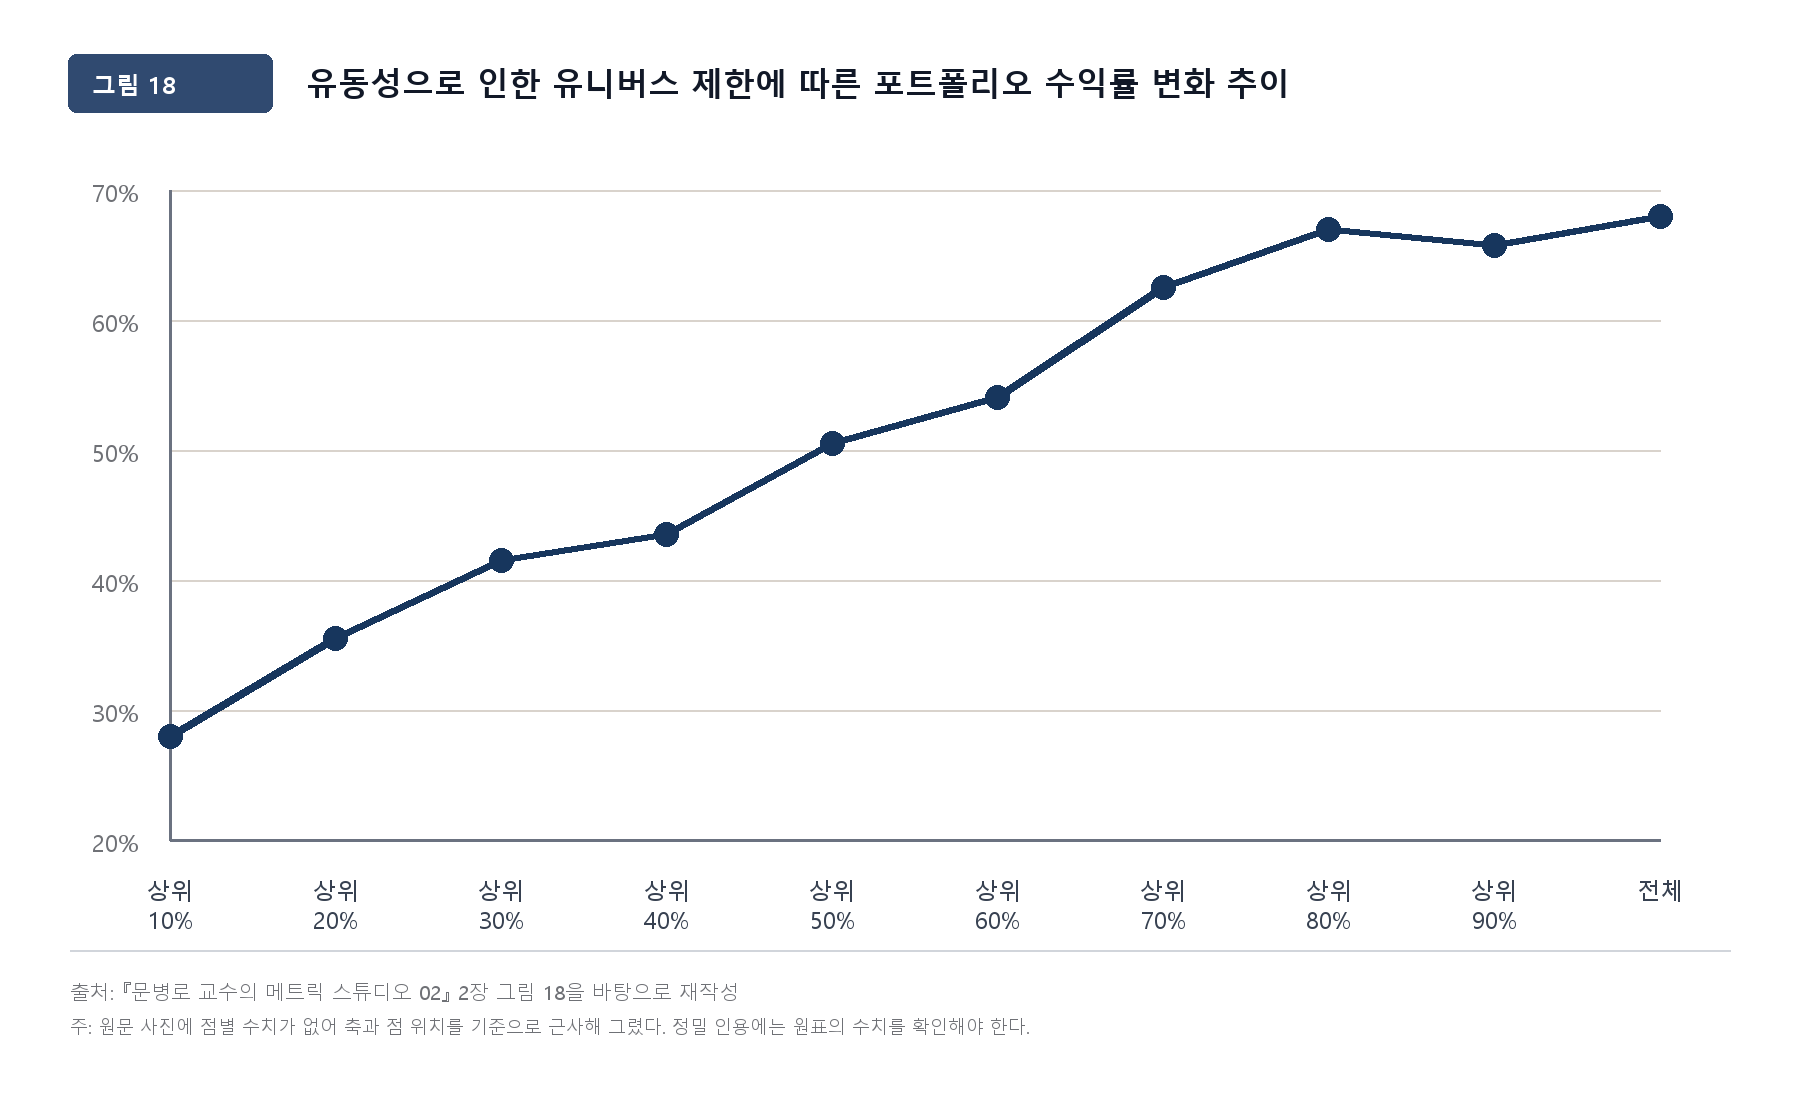 그림 18
유동성으로 인한 유니버스 제한에 따른 포트폴리오 수익률 변화 추이
70%
60%
50%
40%
30%
20%
상위 10%
상위 20%
상위 30%
상위 40%
상위 50%
상위 60%
상위 70%
상위 80%
상위 90%
전체
출처: 『문병로 교수의 메트릭 스튜디오 02』 2장 그림 18을 바탕으로 재작성
주: 원문 사진에 점별 수치가 없어 축과 점 위치를 기준으로 근사해 그렸다. 정밀 인용에는 원표의 수치를 확인해야 한다.